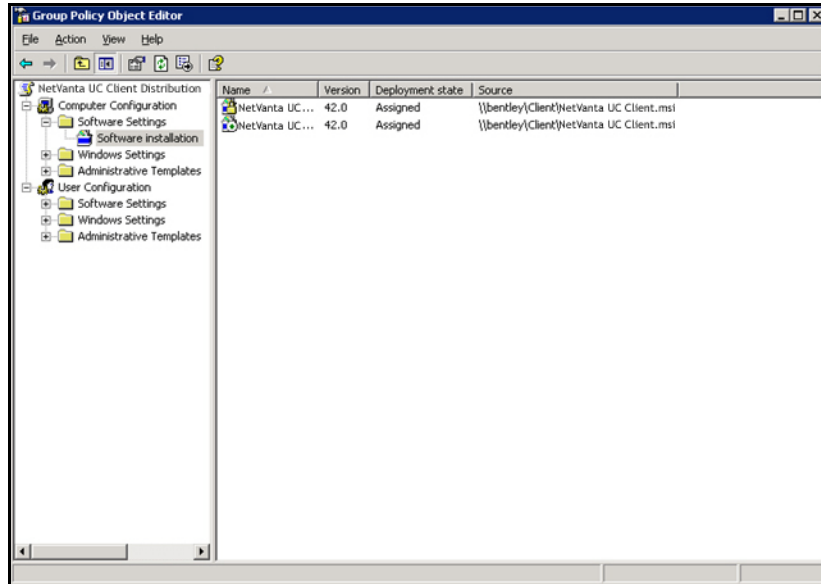 Group Policy Object Editor
File Action View Help
NetVanta UC Client Distribution
Computer Configuration
Software Settings
Software installation
Windows Settings
Administrative Templates
User Configuration
Software Settings
Windows Settings
Administrative Templates
Name Version Deployment state Source
NetVanta UC... 42.0 Assigned \\bentley\Client\NetVanta UC Client.msi
NetVanta UC... 42.0 Assigned \\bentley\Client\NetVanta UC Client.msi